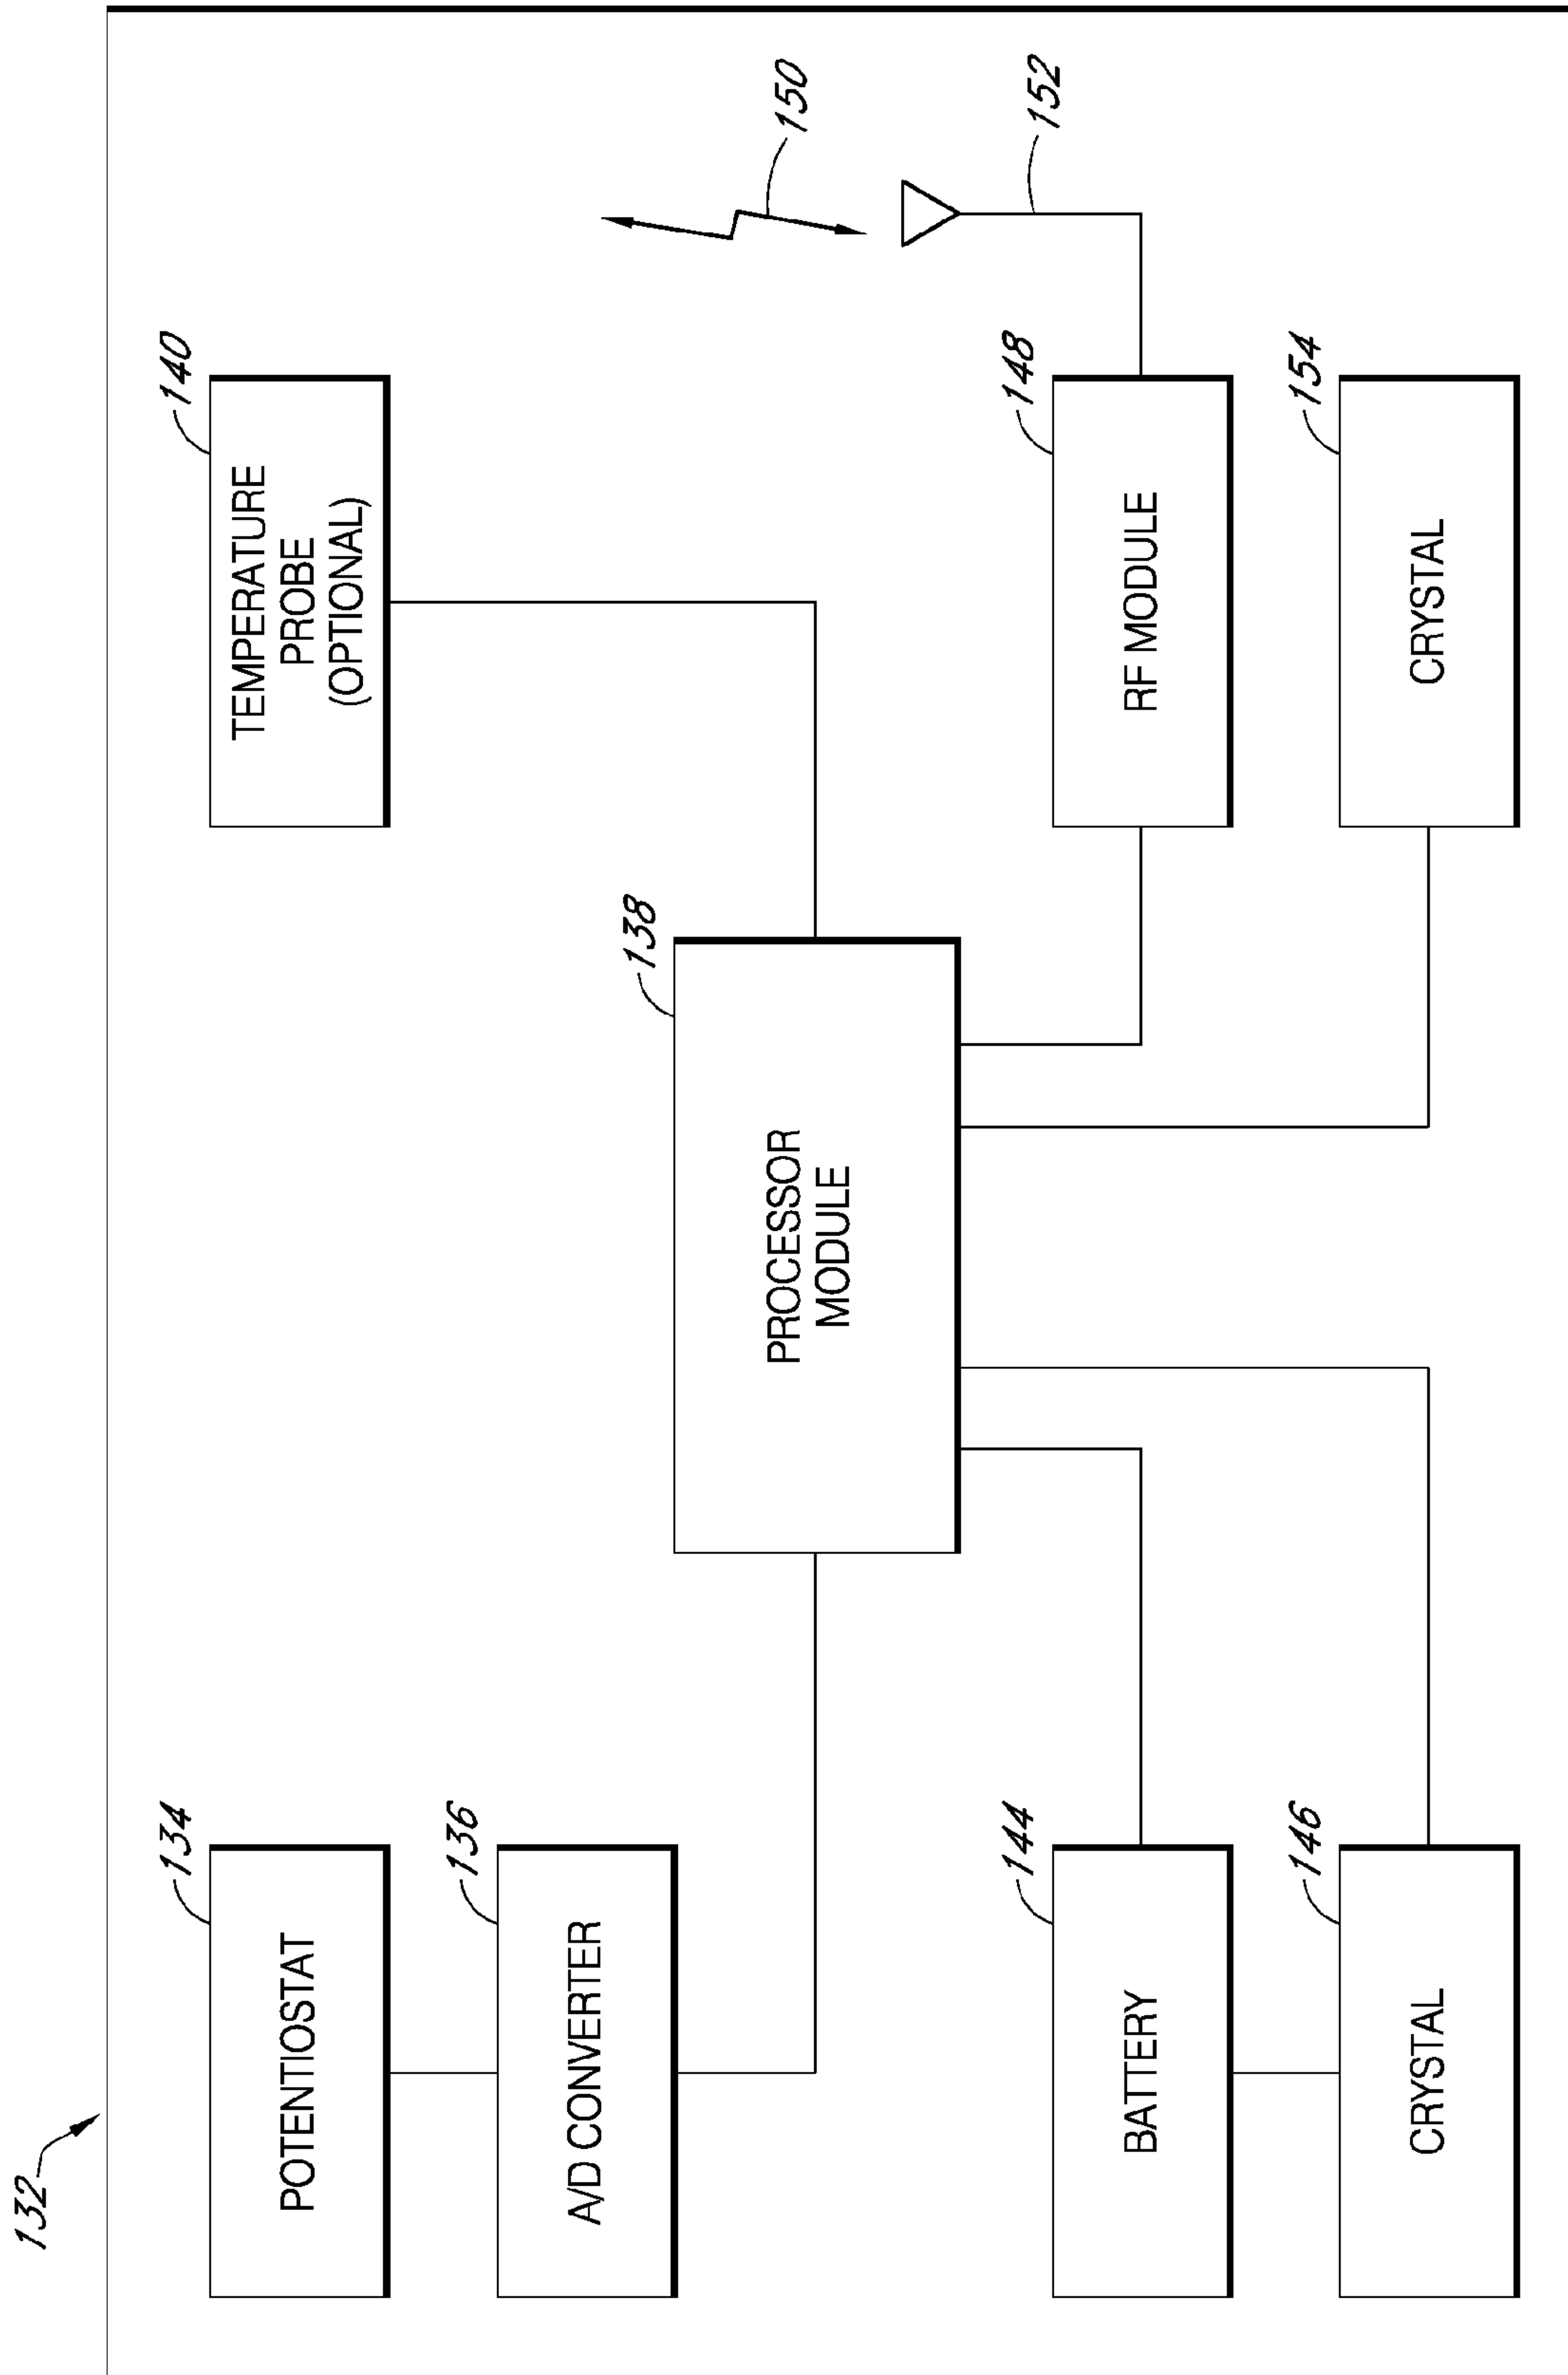 132
134
POTENTIOSTAT
136
A/D CONVERTER
140
TEMPERATURE
PROBE
(OPTIONAL)
138
PROCESSOR
MODULE
150
152
144
BATTERY
146
CRYSTAL
148
RF MODULE
154
CRYSTAL